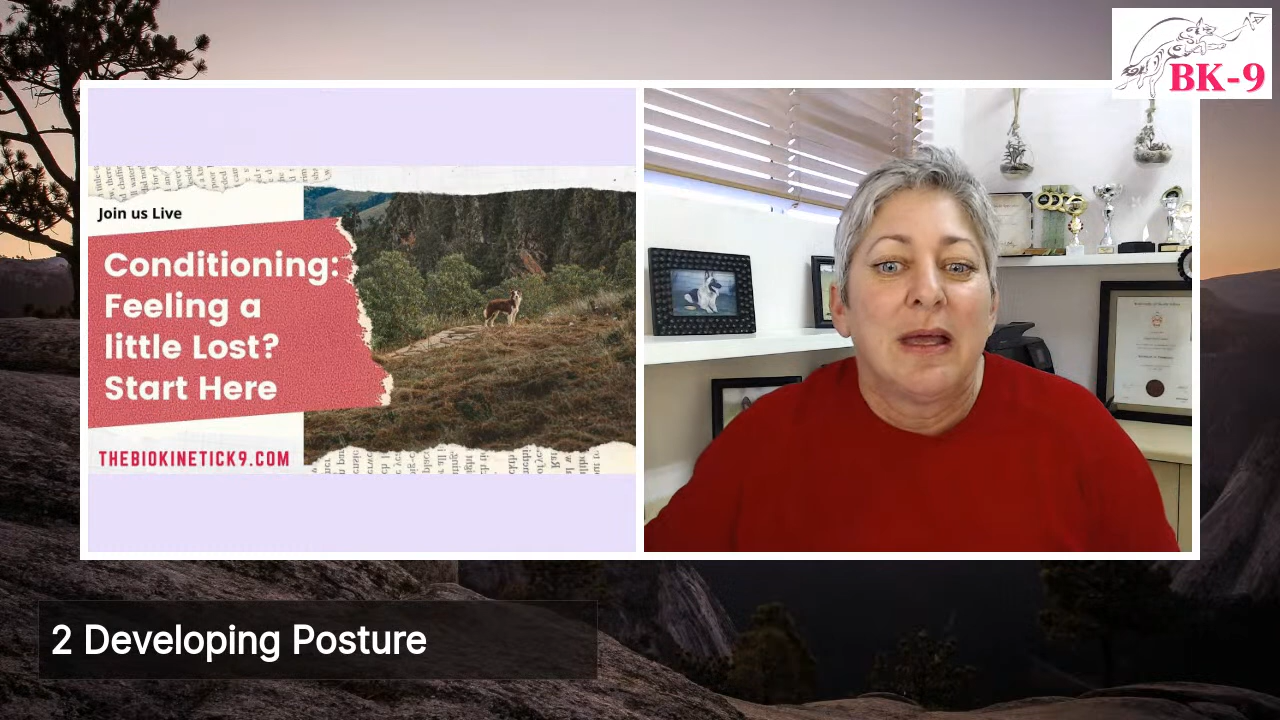 BK-9
Join us Live
Conditioning:
Feeling a
little Lost?
Start Here
THEBIOKINETICK9.COM
2 Developing Posture